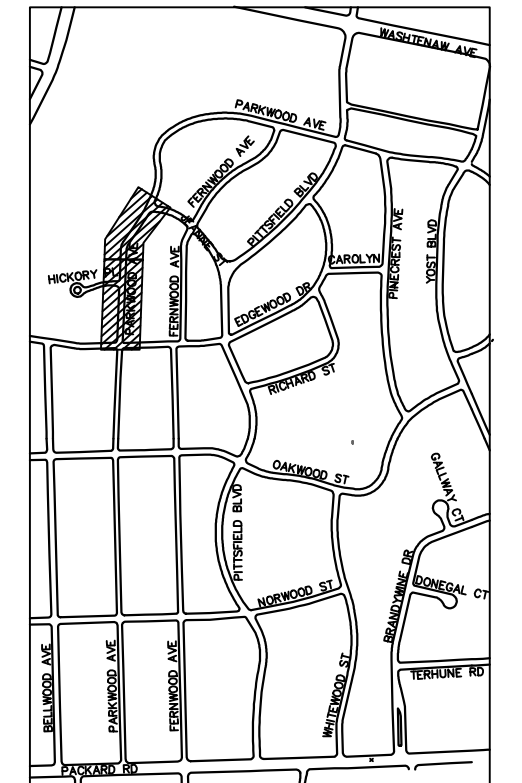 WASHTENAW AVE
PARKWOOD AVE
FERNWOOD AVE
PITTSFIELD BLVD
CAROLYN
PINECREST AVE
YOST BLVD
HICKORY PL
PARKWOOD AVE
FERNWOOD AVE
EDGEWOOD DR
RICHARD ST
OAKWOOD ST
GALLWAY CT
PITTSFIELD BLVD
NORWOOD ST
BRANDYWINE DR
DONEGAL CT
BELLWOOD AVE
PARKWOOD AVE
FERNWOOD AVE
WHITEWOOD ST
TERHUNE RD
PACKARD RD